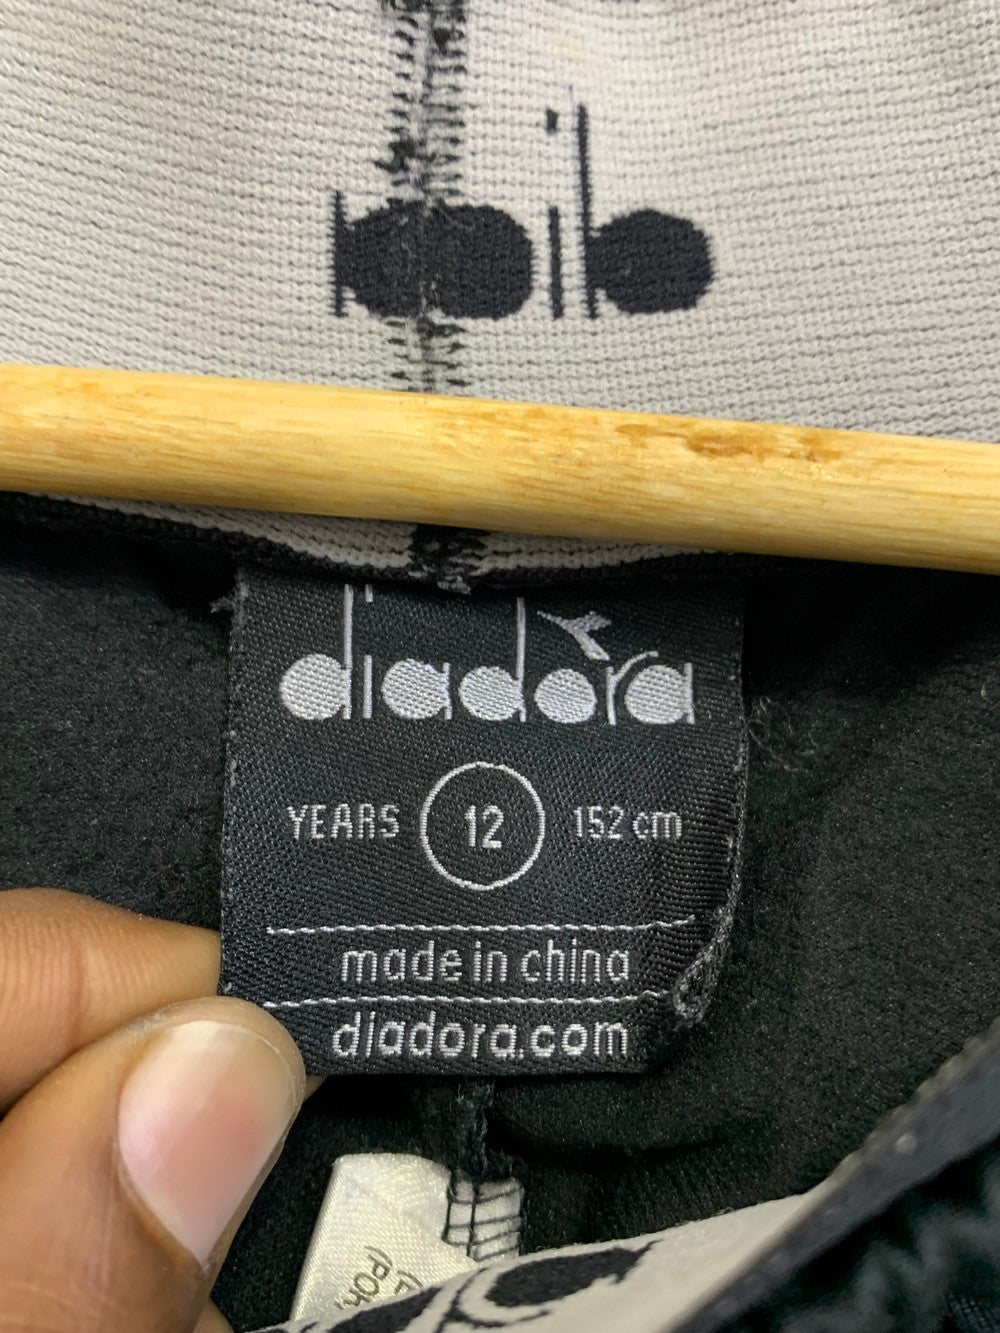 diadora
YEARS 12 152 cm
made in china
diadora.com